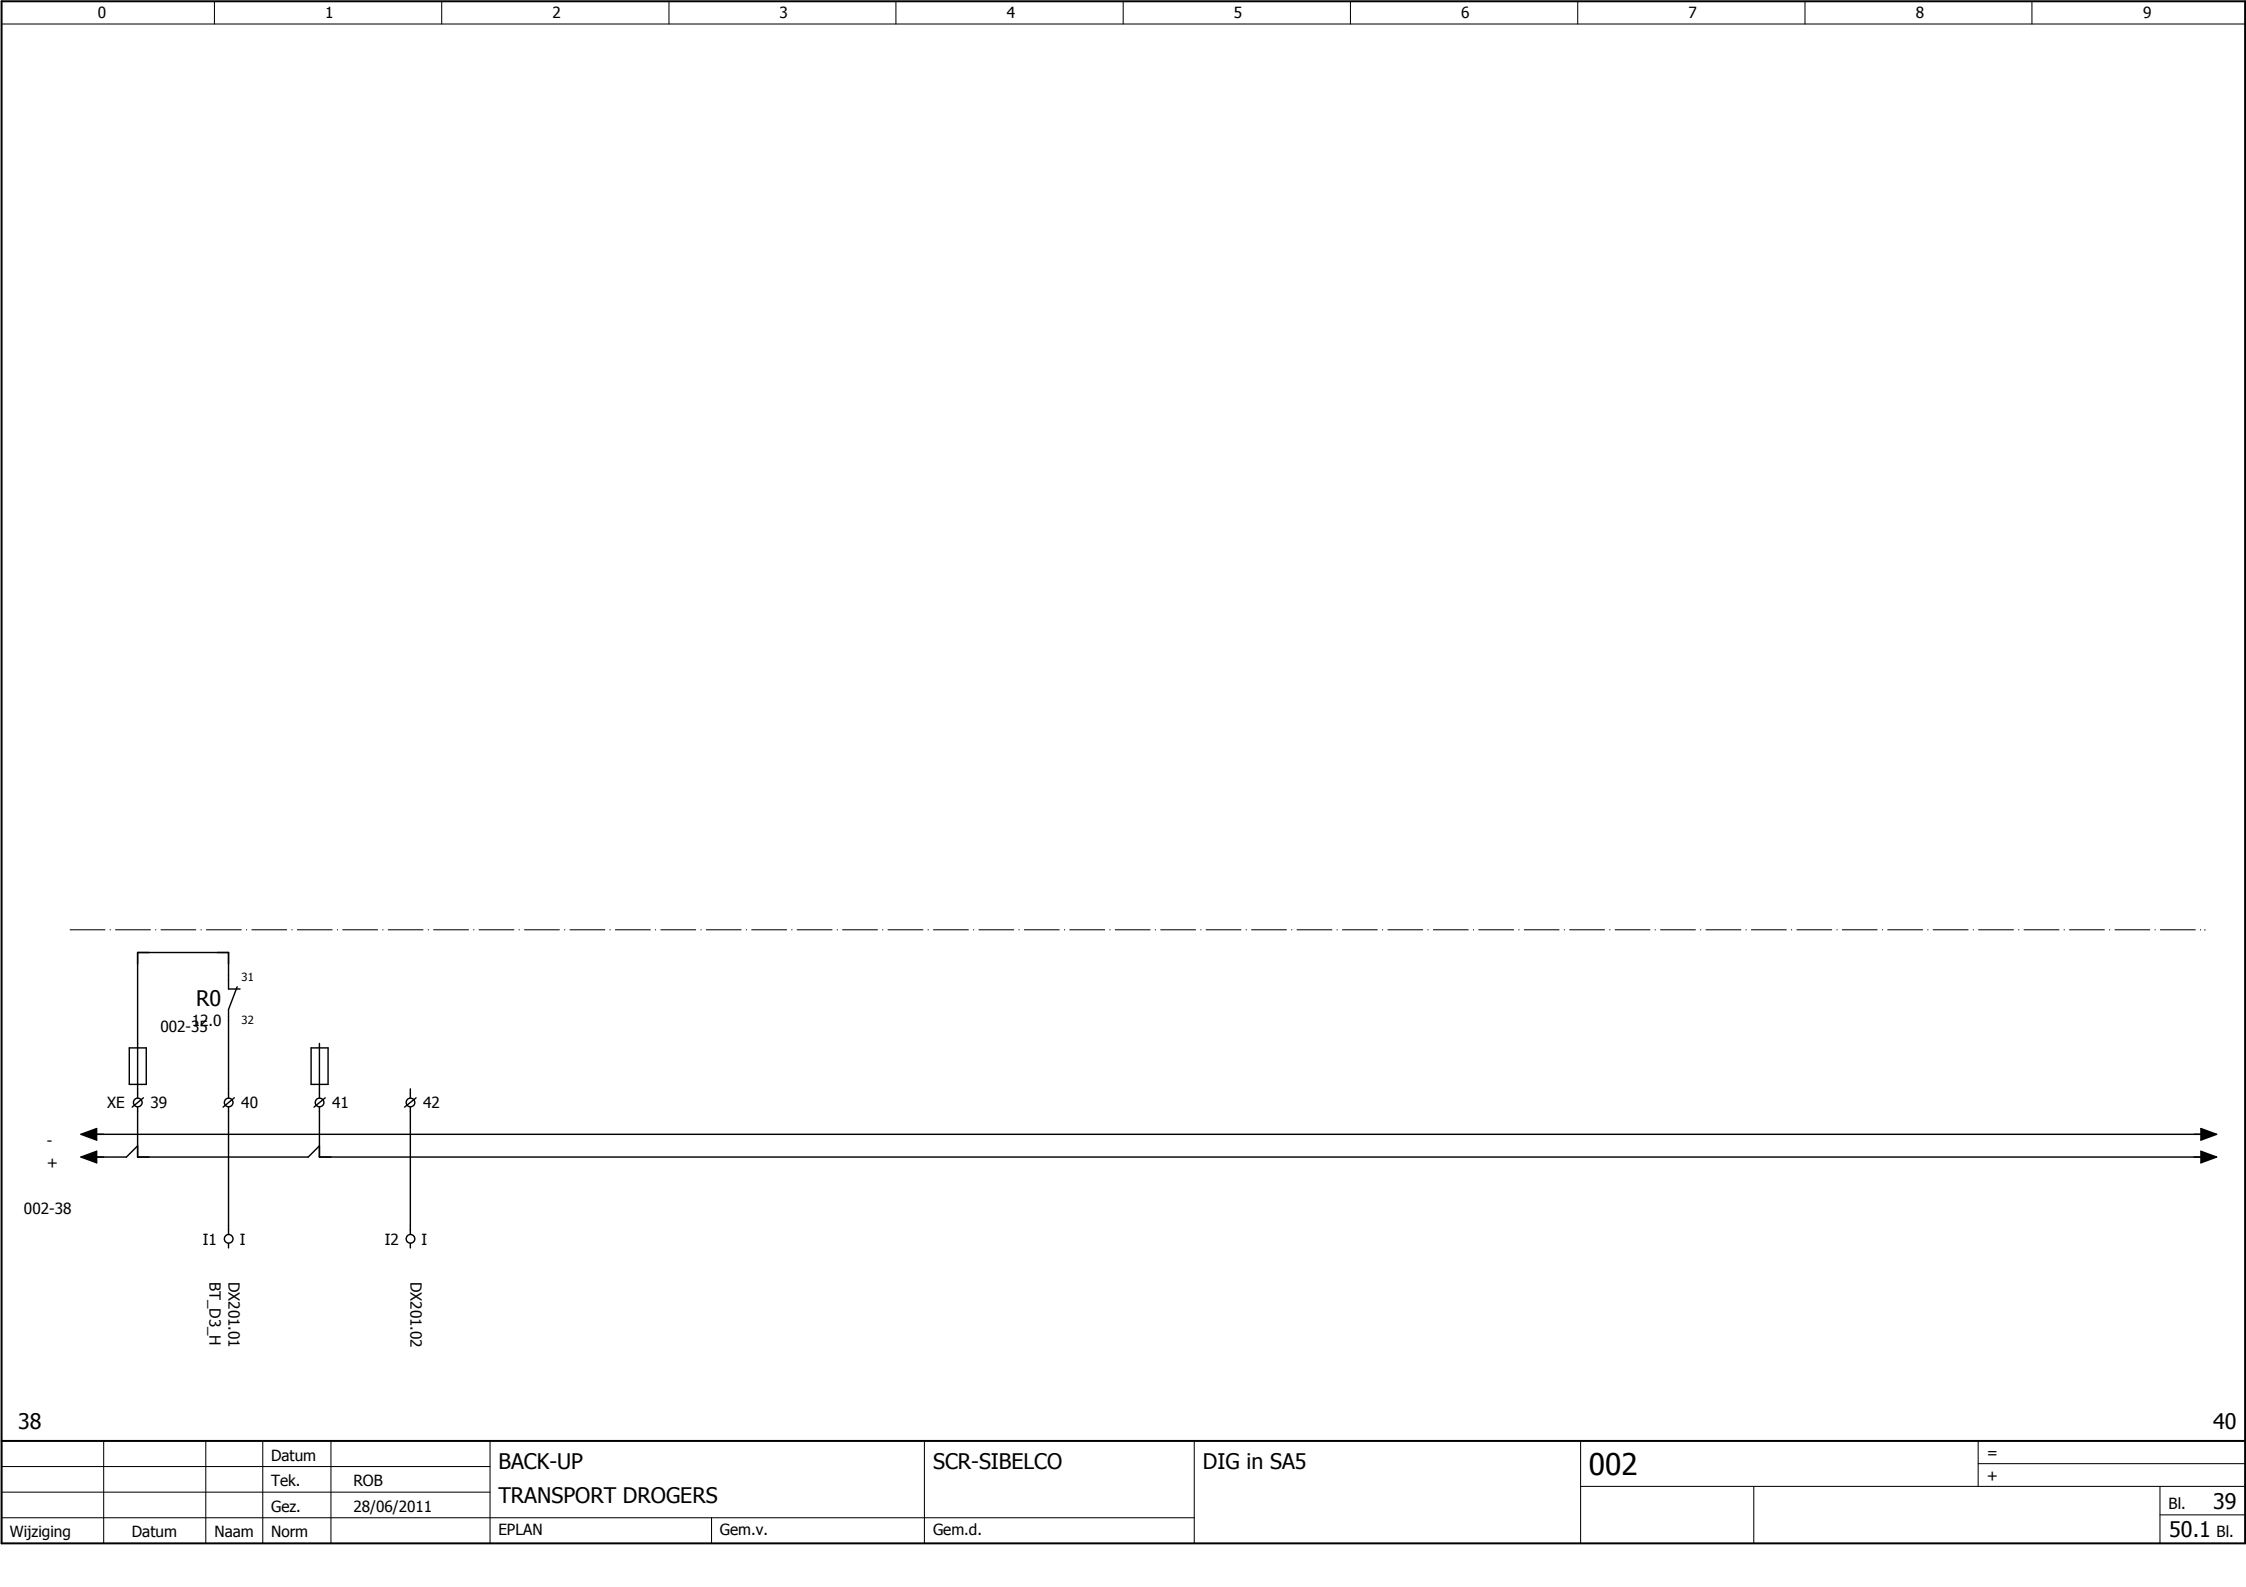 0 1 2 3 4 5 6 7 8 9
31
R0
12.0
32
002-35
XE 39 40 41 42
-
+
002-38
I1 I I2 I
DX201.01
BT_D3_H
DX201.02
38 40
Datum
Tek. ROB
Gez. 28/06/2011
Wijziging Datum Naam Norm
BACK-UP
TRANSPORT DROGERS
EPLAN Gem.v. Gem.d.
SCR-SIBELCO
DIG in SA5
002
=
+
Bl. 39
50.1 Bl.